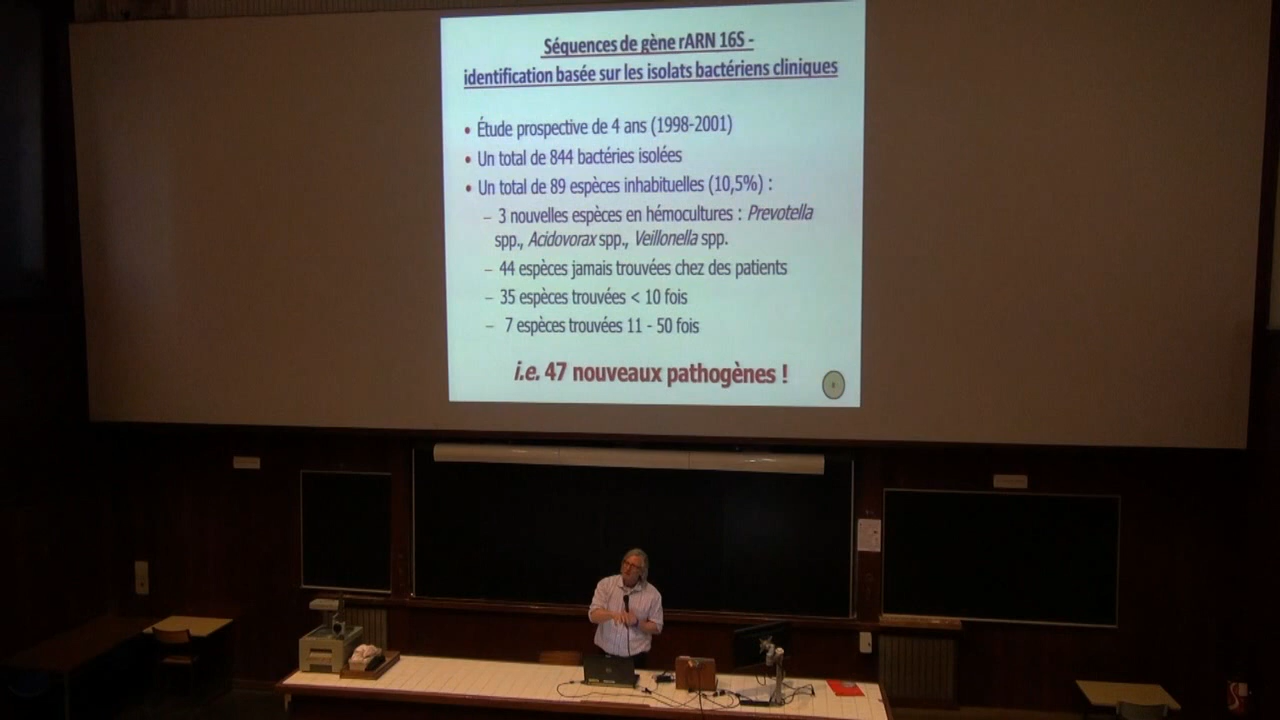 Séquences de gène rARN 16S -
identification basée sur les isolats bactériens cliniques
• Étude prospective de 4 ans (1998-2001)
• Un total de 844 bactéries isolées
• Un total de 89 espèces inhabituelles (10,5%) :
– 3 nouvelles espèces en hémocultures : Prevotella
spp., Acidovorax spp., Veillonella spp.
– 44 espèces jamais trouvées chez des patients
– 35 espèces trouvées < 10 fois
– 7 espèces trouvées 11 - 50 fois
i.e. 47 nouveaux pathogènes !